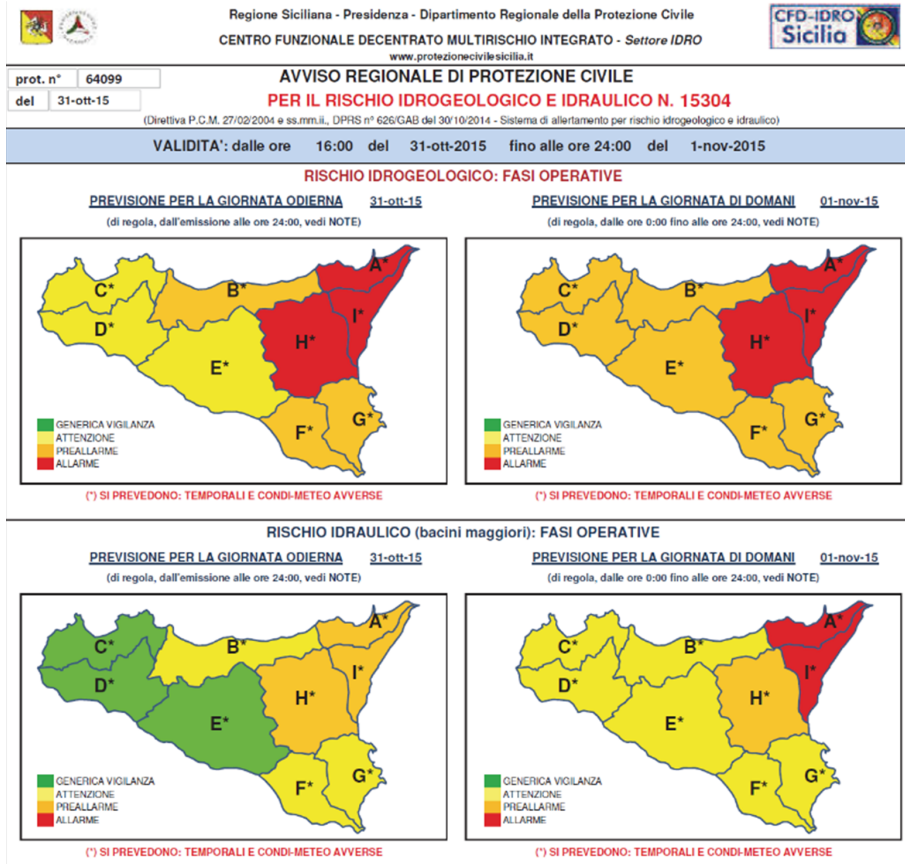 Regione Siciliana - Presidenza - Dipartimento Regionale della Protezione Civile
CENTRO FUNZIONALE DECENTRATO MULTIRISCHIO INTEGRATO - Settore IDRO
www.protezionecivilesicilia.it
CFD-IDRO
Sicilia
prot. n° 64099
del 31-ott-15
AVVISO REGIONALE DI PROTEZIONE CIVILE
PER IL RISCHIO IDROGEOLOGICO E IDRAULICO N. 15304
(Direttiva P.C.M. 27/02/2004 e ss.mm.ii., DPRS n° 626/GAB del 30/10/2014 - Sistema di allertamento per rischio idrogeologico e idraulico)
VALIDITA': dalle ore 16:00 del 31-ott-2015 fino alle ore 24:00 del 1-nov-2015
RISCHIO IDROGEOLOGICO: FASI OPERATIVE
PREVISIONE PER LA GIORNATA ODIERNA 31-ott-15
(di regola, dall'emissione alle ore 24:00, vedi NOTE)
A*
B*
C*
D*
E*
F*
G*
H*
I*
GENERICA VIGILANZA
ATTENZIONE
PREALLARME
ALLARME
(*) SI PREVEDONO: TEMPORALI E CONDI-METEO AVVERSE
PREVISIONE PER LA GIORNATA DI DOMANI 01-nov-15
(di regola, dalle ore 0:00 fino alle ore 24:00, vedi NOTE)
A*
B*
C*
D*
E*
F*
G*
H*
I*
GENERICA VIGILANZA
ATTENZIONE
PREALLARME
ALLARME
(*) SI PREVEDONO: TEMPORALI E CONDI-METEO AVVERSE
RISCHIO IDRAULICO (bacini maggiori): FASI OPERATIVE
PREVISIONE PER LA GIORNATA ODIERNA 31-ott-15
(di regola, dall'emissione alle ore 24:00, vedi NOTE)
A*
B*
C*
D*
E*
F*
G*
H*
I*
GENERICA VIGILANZA
ATTENZIONE
PREALLARME
ALLARME
(*) SI PREVEDONO: TEMPORALI E CONDI-METEO AVVERSE
PREVISIONE PER LA GIORNATA DI DOMANI 01-nov-15
(di regola, dalle ore 0:00 fino alle ore 24:00, vedi NOTE)
A*
B*
C*
D*
E*
F*
G*
H*
I*
GENERICA VIGILANZA
ATTENZIONE
PREALLARME
ALLARME
(*) SI PREVEDONO: TEMPORALI E CONDI-METEO AVVERSE